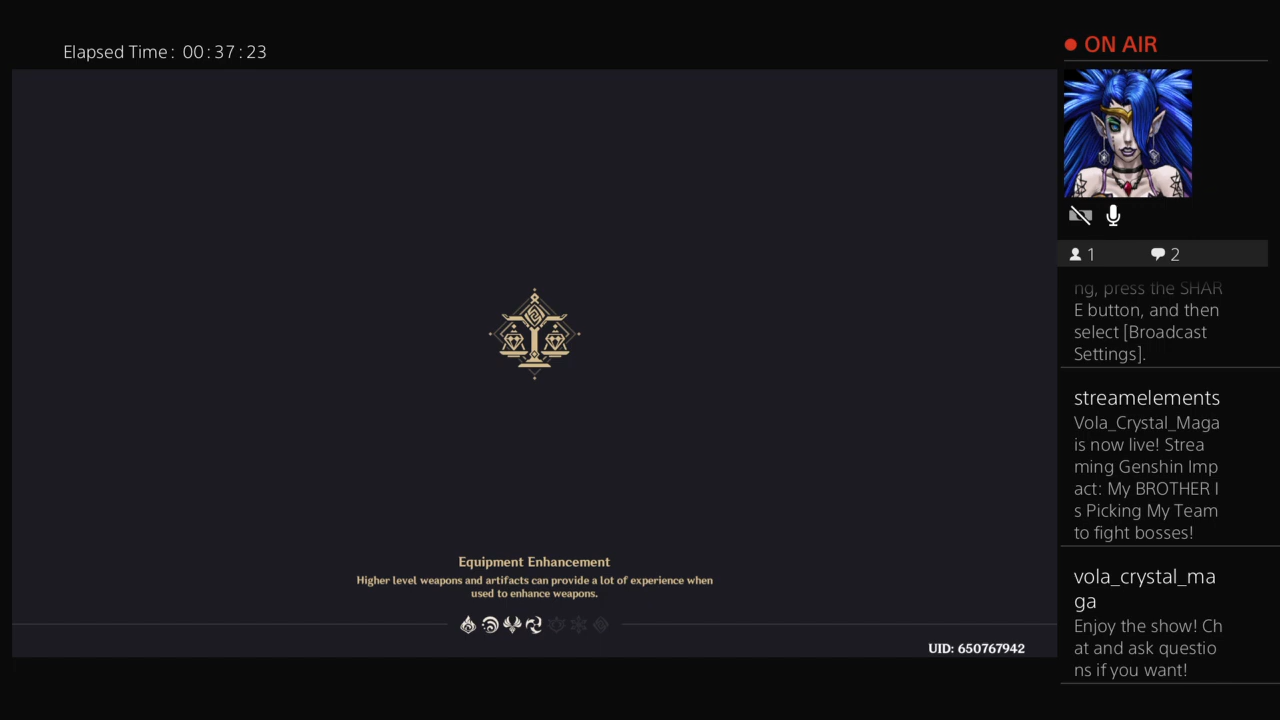 Elapsed Time: 00:37:23
ON AIR
1
2
ng, press the SHAR
E button, and then
select [Broadcast
Settings].
streamelements
Vola_Crystal_Maga
is now live! Strea
ming Genshin Imp
act: My BROTHER I
s Picking My Team
to fight bosses!
vola_crystal_ma
ga
Enjoy the show! Ch
at and ask questio
ns if you want!
Equipment Enhancement
Higher level weapons and artifacts can provide a lot of experience when
used to enhance weapons.
UID: 650767942